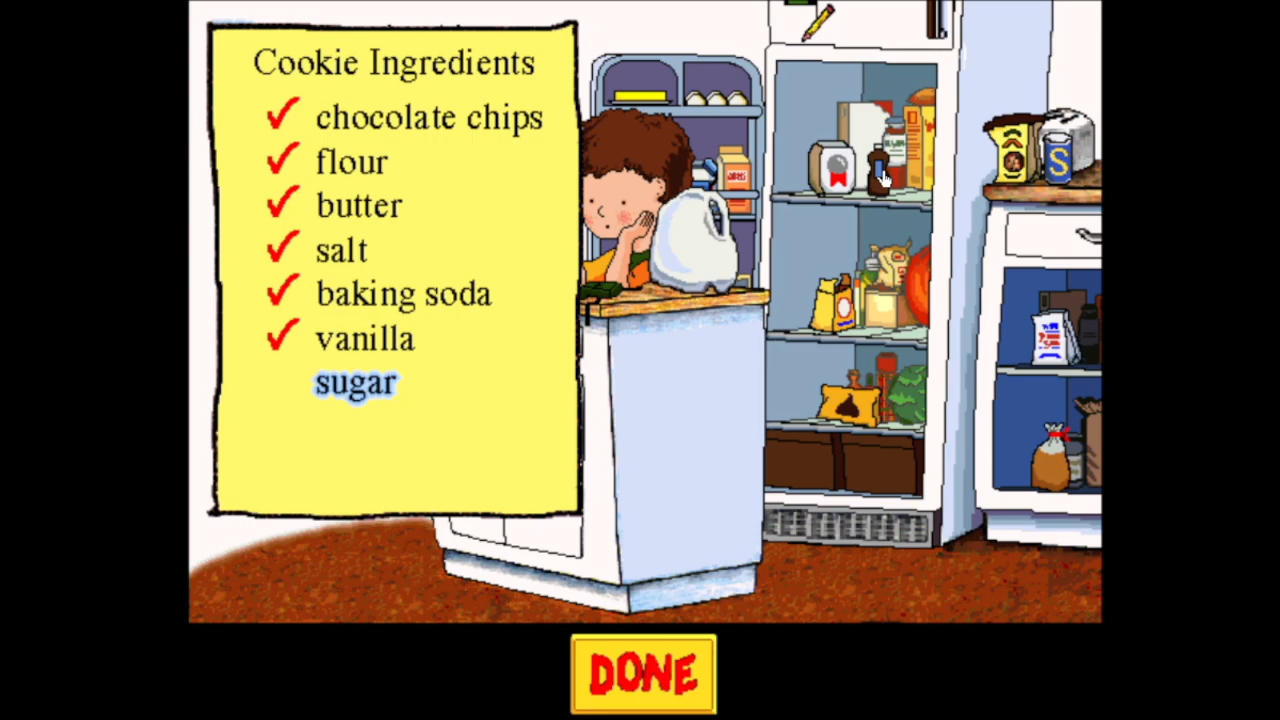 Cookie Ingredients
chocolate chips
flour
butter
salt
baking soda
vanilla
sugar
S
DONE